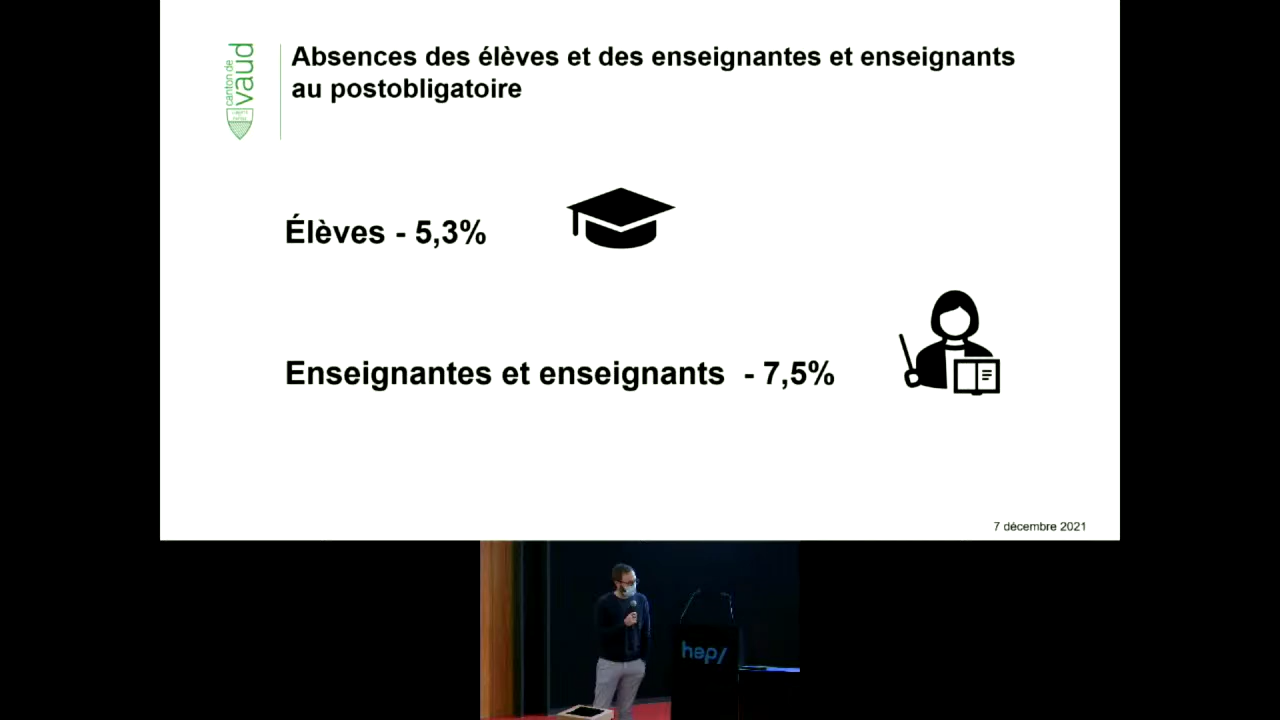 canton de
vaud
Absences des élèves et des enseignantes et enseignants
au postobligatoire
Élèves - 5,3%
Enseignantes et enseignants - 7,5%
7 décembre 2021
hep/